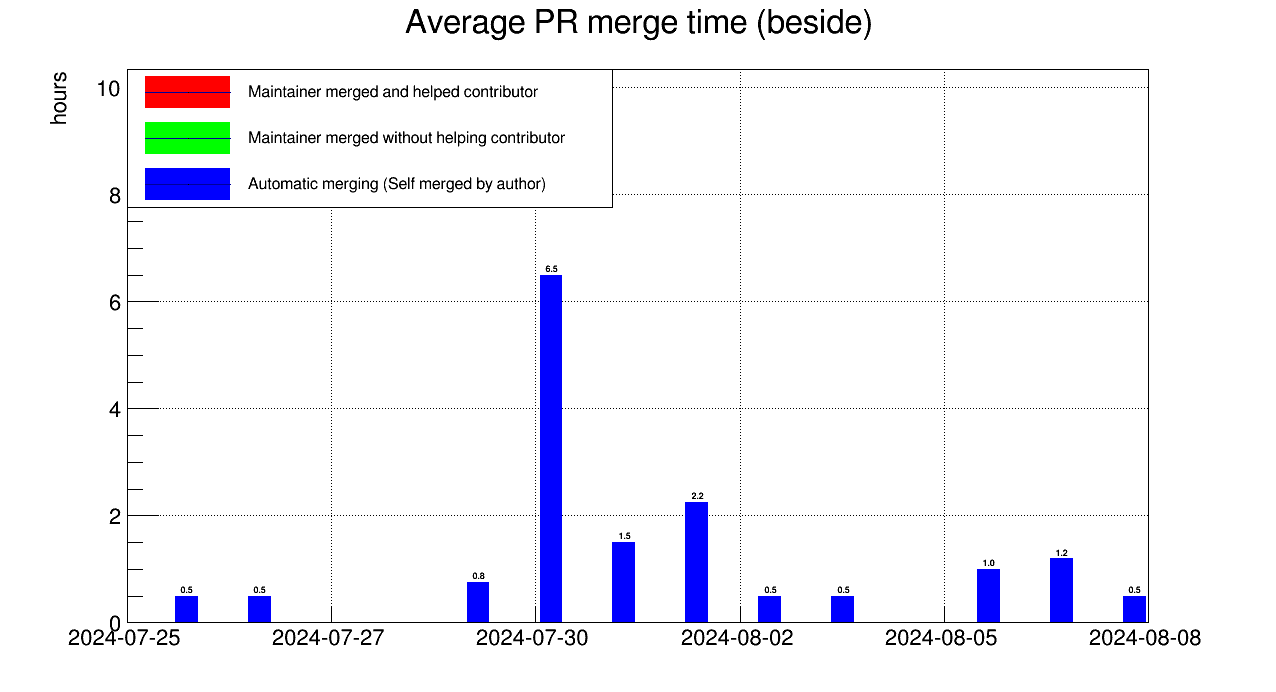 Average PR merge time (beside)
hours
10
8
6
4
2
0
Maintainer merged and helped contributor
Maintainer merged without helping contributor
Automatic merging (Self merged by author)
0.5 0.5 0.8 6.5 1.5 2.2 0.5 0.5 1.0 1.2 0.5
2024-07-25 2024-07-27 2024-07-30 2024-08-02 2024-08-05 2024-08-08